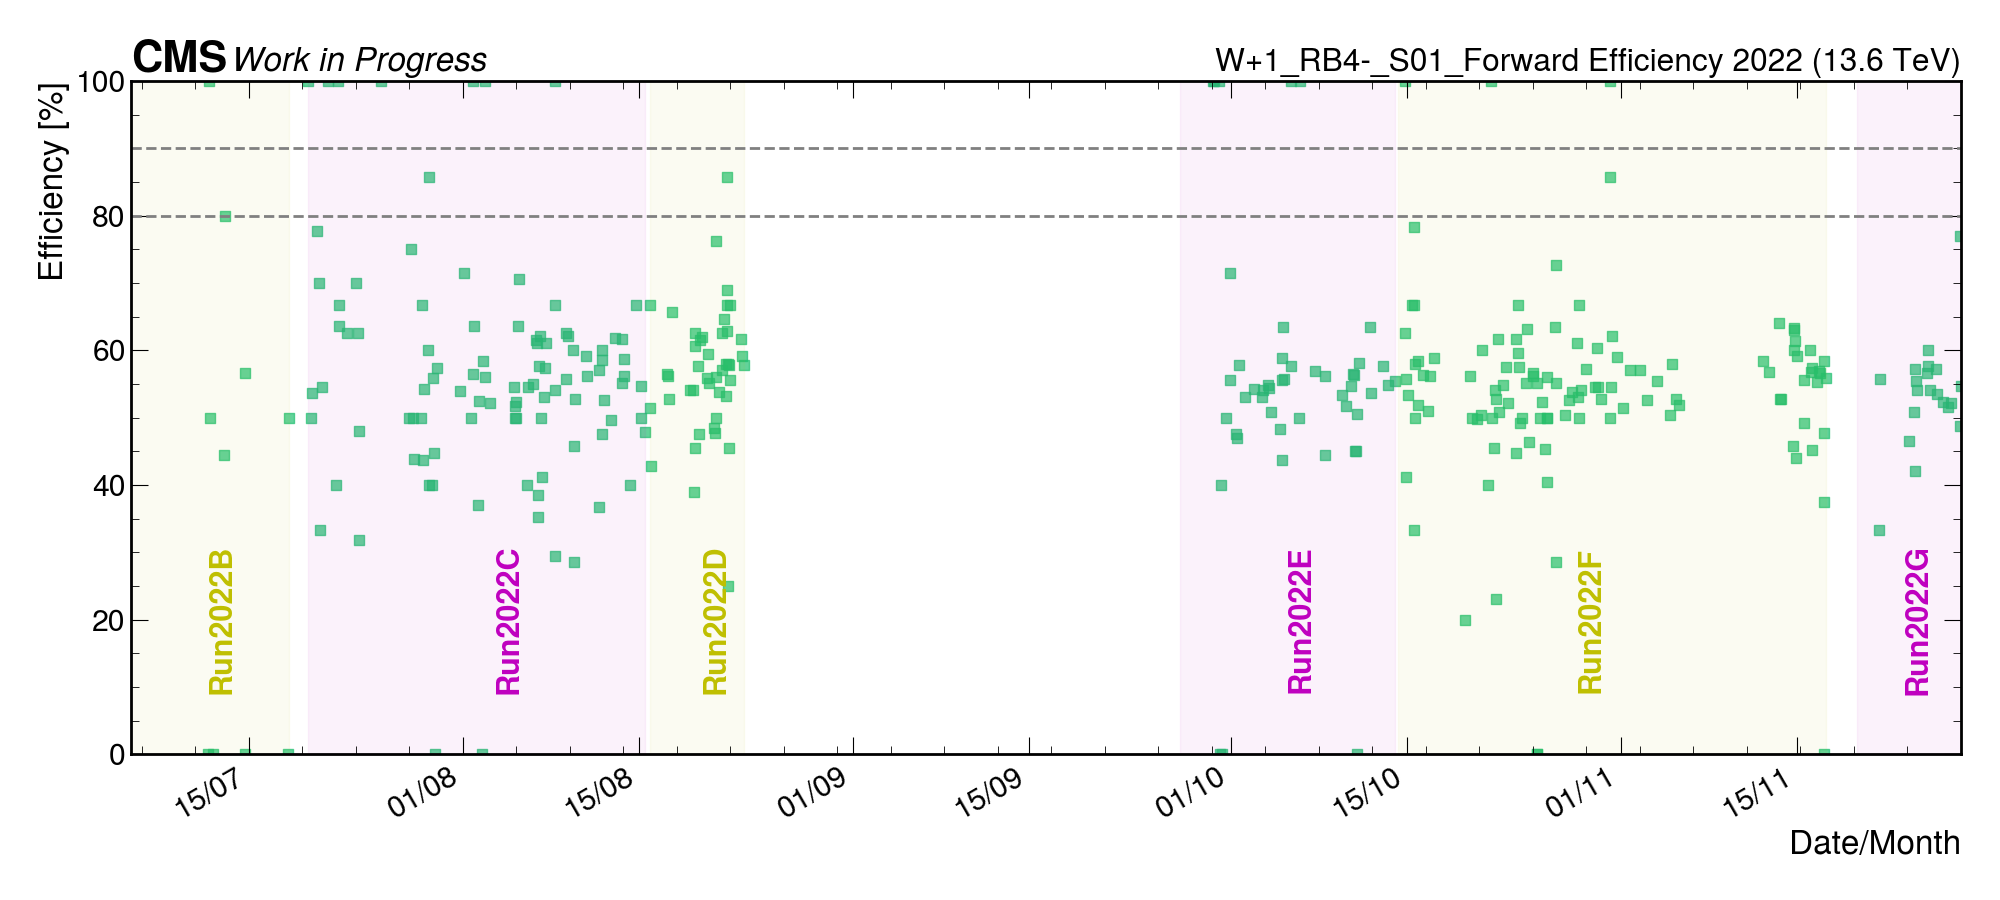 CMS Work in Progress
W+1_RB4-_S01_Forward Efficiency 2022 (13.6 TeV)
Efficiency [%]
100
80
60
40
20
0
Run2022B
Run2022C
Run2022D
Run2022E
Run2022F
Run2022G
15/07
01/08
15/08
01/09
15/09
01/10
15/10
01/11
15/11
Date/Month